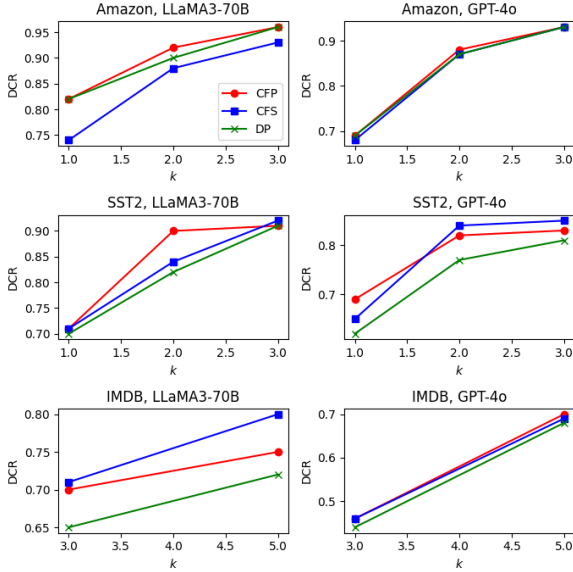 Amazon, LLaMA3-70B
DCR
0.95
0.90
0.85
0.80
0.75
CFP
CFS
DP
1.0 1.5 2.0 2.5 3.0
k
Amazon, GPT-4o
DCR
0.9
0.8
0.7
1.0 1.5 2.0 2.5 3.0
k
SST2, LLaMA3-70B
DCR
0.90
0.85
0.80
0.75
0.70
1.0 1.5 2.0 2.5 3.0
k
SST2, GPT-4o
DCR
0.8
0.7
1.0 1.5 2.0 2.5 3.0
k
IMDB, LLaMA3-70B
DCR
0.80
0.75
0.70
0.65
3.0 3.5 4.0 4.5 5.0
k
IMDB, GPT-4o
DCR
0.7
0.6
0.5
3.0 3.5 4.0 4.5 5.0
k